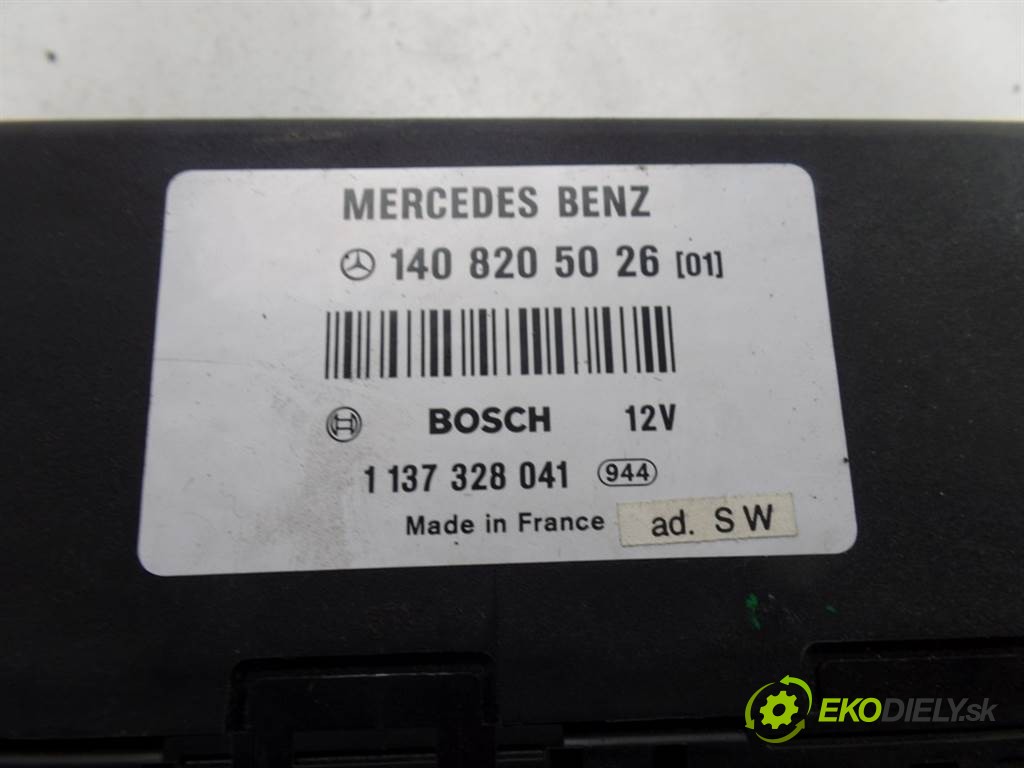 MERCEDES BENZ
140 820 50 26 [01]
BOSCH 12V
1 137 328 041 944
Made in France ad. SW
EKODIELY.sk